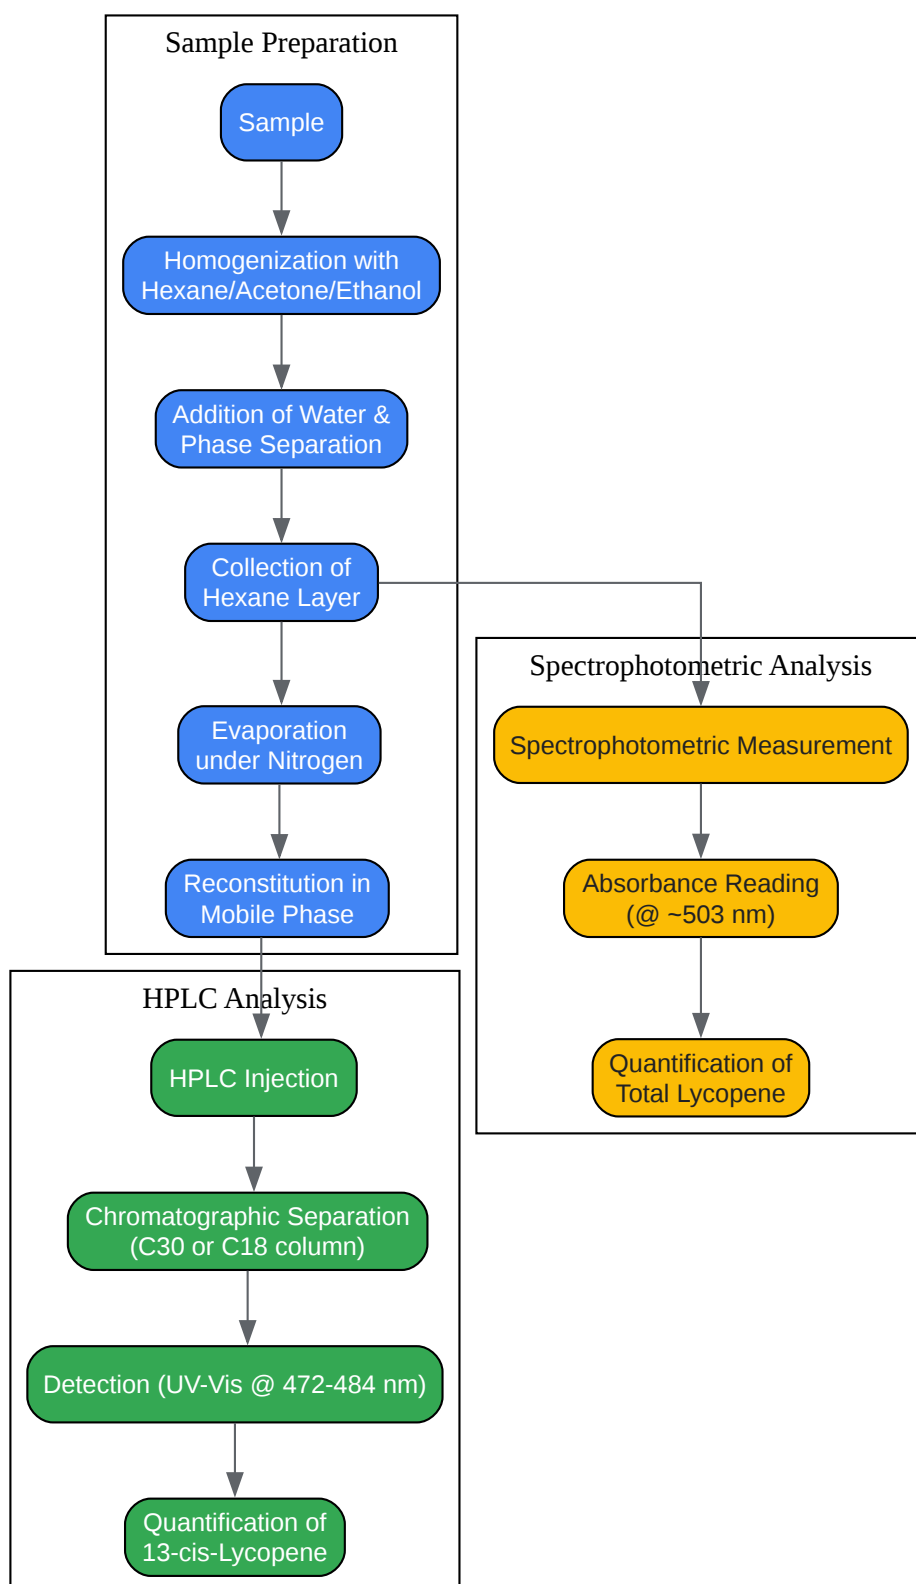 Sample Preparation
Sample
Homogenization with
Hexane/Acetone/Ethanol
Addition of Water &
Phase Separation
Collection of
Hexane Layer
Evaporation
under Nitrogen
Reconstitution in
Mobile Phase
Spectrophotometric Analysis
Spectrophotometric Measurement
Absorbance Reading
(@ ~503 nm)
Quantification of
Total Lycopene
HPLC Analysis
HPLC Injection
Chromatographic Separation
(C30 or C18 column)
Detection (UV-Vis @ 472-484 nm)
Quantification of
13-cis-Lycopene